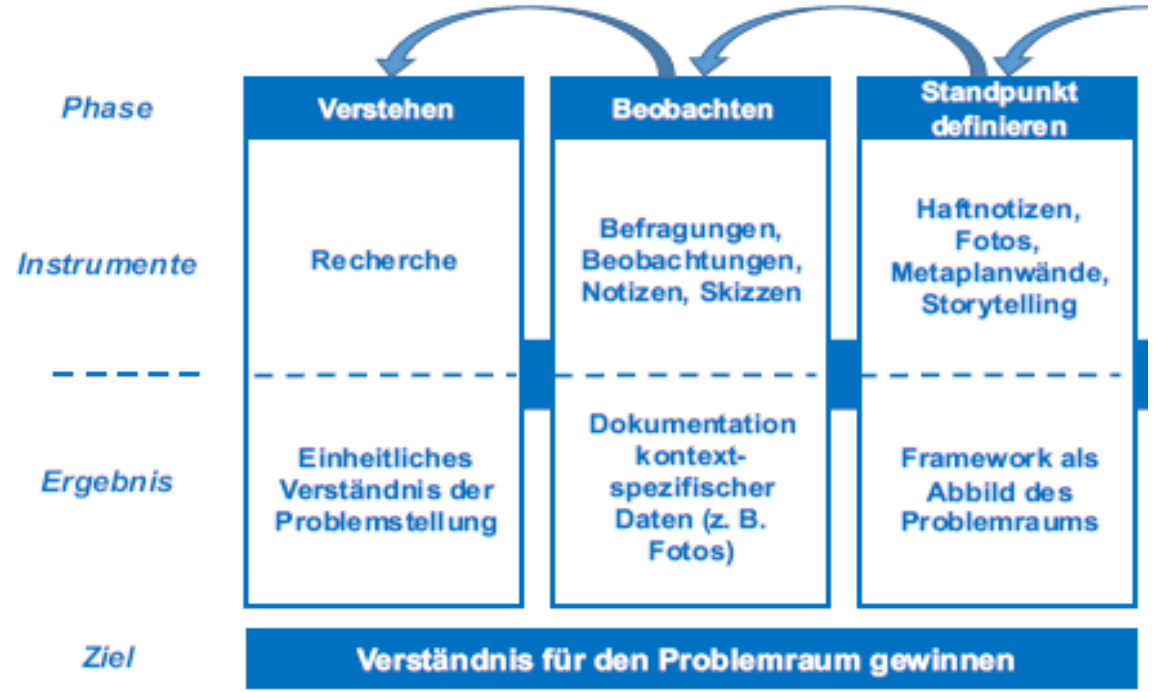 Phase
Verstehen
Beobachten
Standpunkt
definieren
Instrumente
Recherche
Befragungen,
Beobachtungen,
Notizen, Skizzen
Haftnotizen,
Fotos,
Metaplanwände,
Storytelling
Ergebnis
Einheitliches
Verständnis der
Problemstellung
Dokumentation
kontext-
spezifischer
Daten (z. B.
Fotos)
Framework als
Abbild des
Problemraums
Ziel
Verständnis für den Problemraum gewinnen